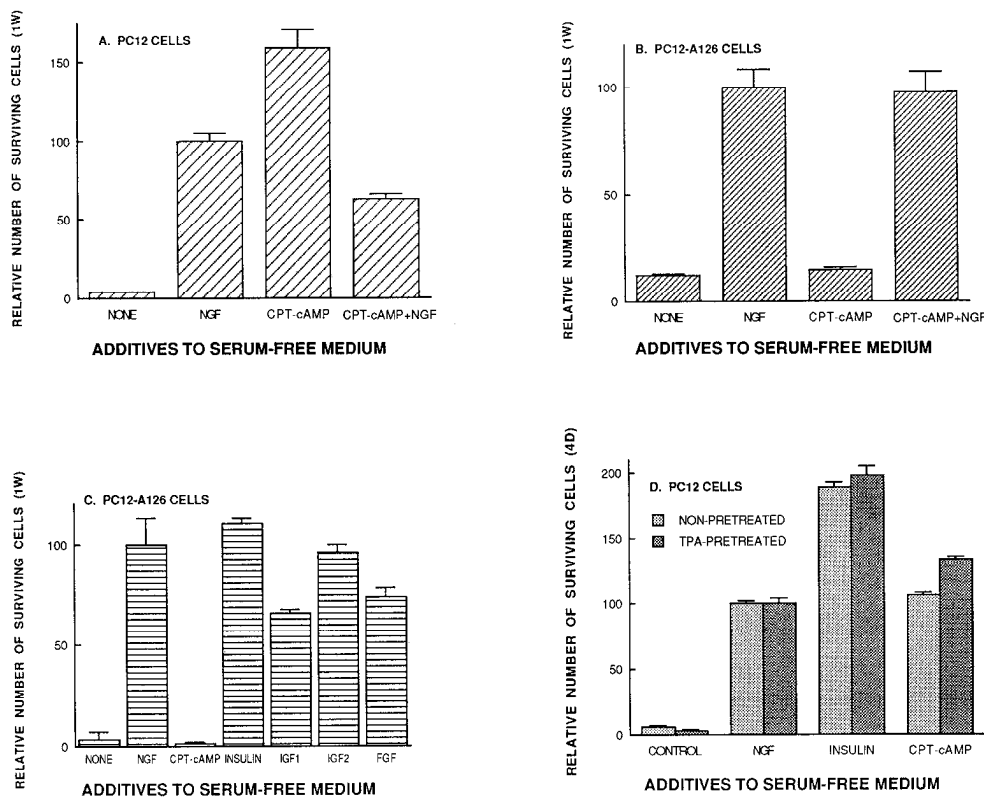 RELATIVE NUMBER OF SURVIVING CELLS (1W)
A. PC12 CELLS
150
100
50
0
NONE NGF CPT-cAMP CPT-cAMP+NGF
ADDITIVES TO SERUM-FREE MEDIUM
RELATIVE NUMBER OF SURVIVING CELLS (1W)
B. PC12-A126 CELLS
100
50
0
NONE NGF CPT-cAMP CPT-cAMP+NGF
ADDITIVES TO SERUM-FREE MEDIUM
RELATIVE NUMBER OF SURVIVING CELLS (1W)
C. PC12-A126 CELLS
100
50
0
NONE NGF CPT-cAMP INSULIN IGF1 IGF2 FGF
ADDITIVES TO SERUM-FREE MEDIUM
RELATIVE NUMBER OF SURVIVING CELLS (4D)
D. PC12 CELLS
NON-PRETREATED
TPA-PRETREATED
200
150
100
50
0
CONTROL NGF INSULIN CPT-cAMP
ADDITIVES TO SERUM-FREE MEDIUM